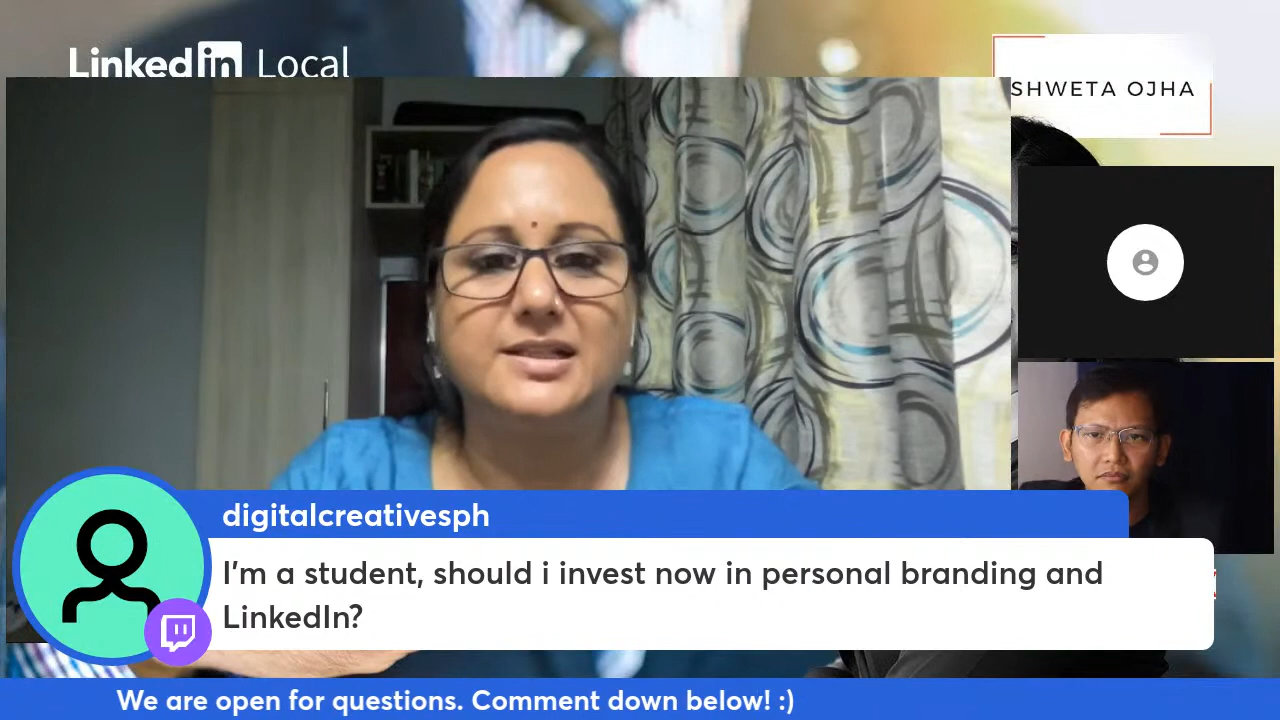 Linkedin Local
SHWETA OJHA
digitalcreativesph
I'm a student, should i invest now in personal branding and
LinkedIn?
We are open for questions. Comment down below! :)